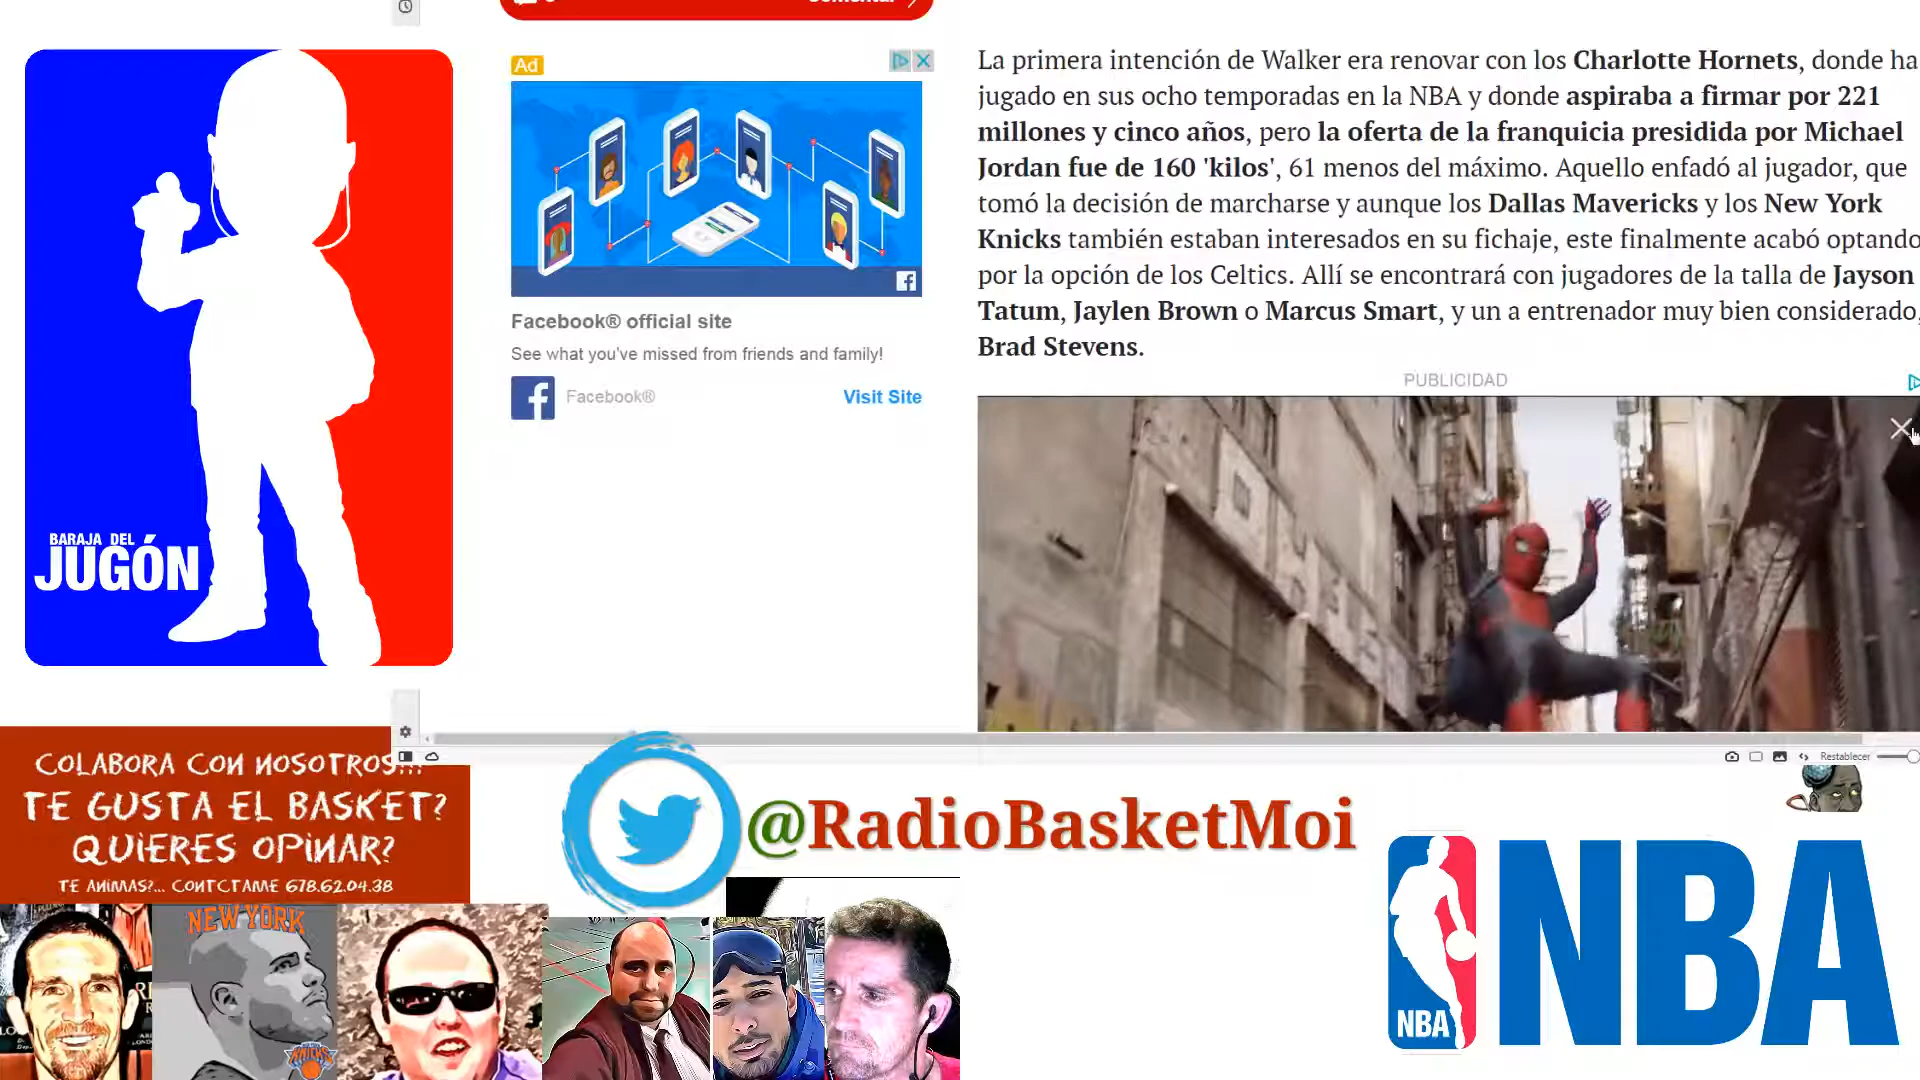 Comentar
Ad
Facebook® official site
See what you've missed from friends and family!
Facebook®
Visit Site
La primera intención de Walker era renovar con los Charlotte Hornets, donde ha
jugado en sus ocho temporadas en la NBA y donde aspiraba a firmar por 221
millones y cinco años, pero la oferta de la franquicia presidida por Michael
Jordan fue de 160 'kilos', 61 menos del máximo. Aquello enfadó al jugador, que
tomó la decisión de marcharse y aunque los Dallas Mavericks y los New York
Knicks también estaban interesados en su fichaje, este finalmente acabó optando
por la opción de los Celtics. Allí se encontrará con jugadores de la talla de Jayson
Tatum, Jaylen Brown o Marcus Smart, y un a entrenador muy bien considerado,
Brad Stevens.
PUBLICIDAD
BARAJA DEL
JUGÓN
Restablecer
COLABORA CON NOSOTROS...
TE GUSTA EL BASKET?
QUIERES OPINAR?
TE ANIMAS?... CONTCTAME 678.62.04.38
@RadioBasketMoi
NEW YORK
KNICKS
NBA
NBA